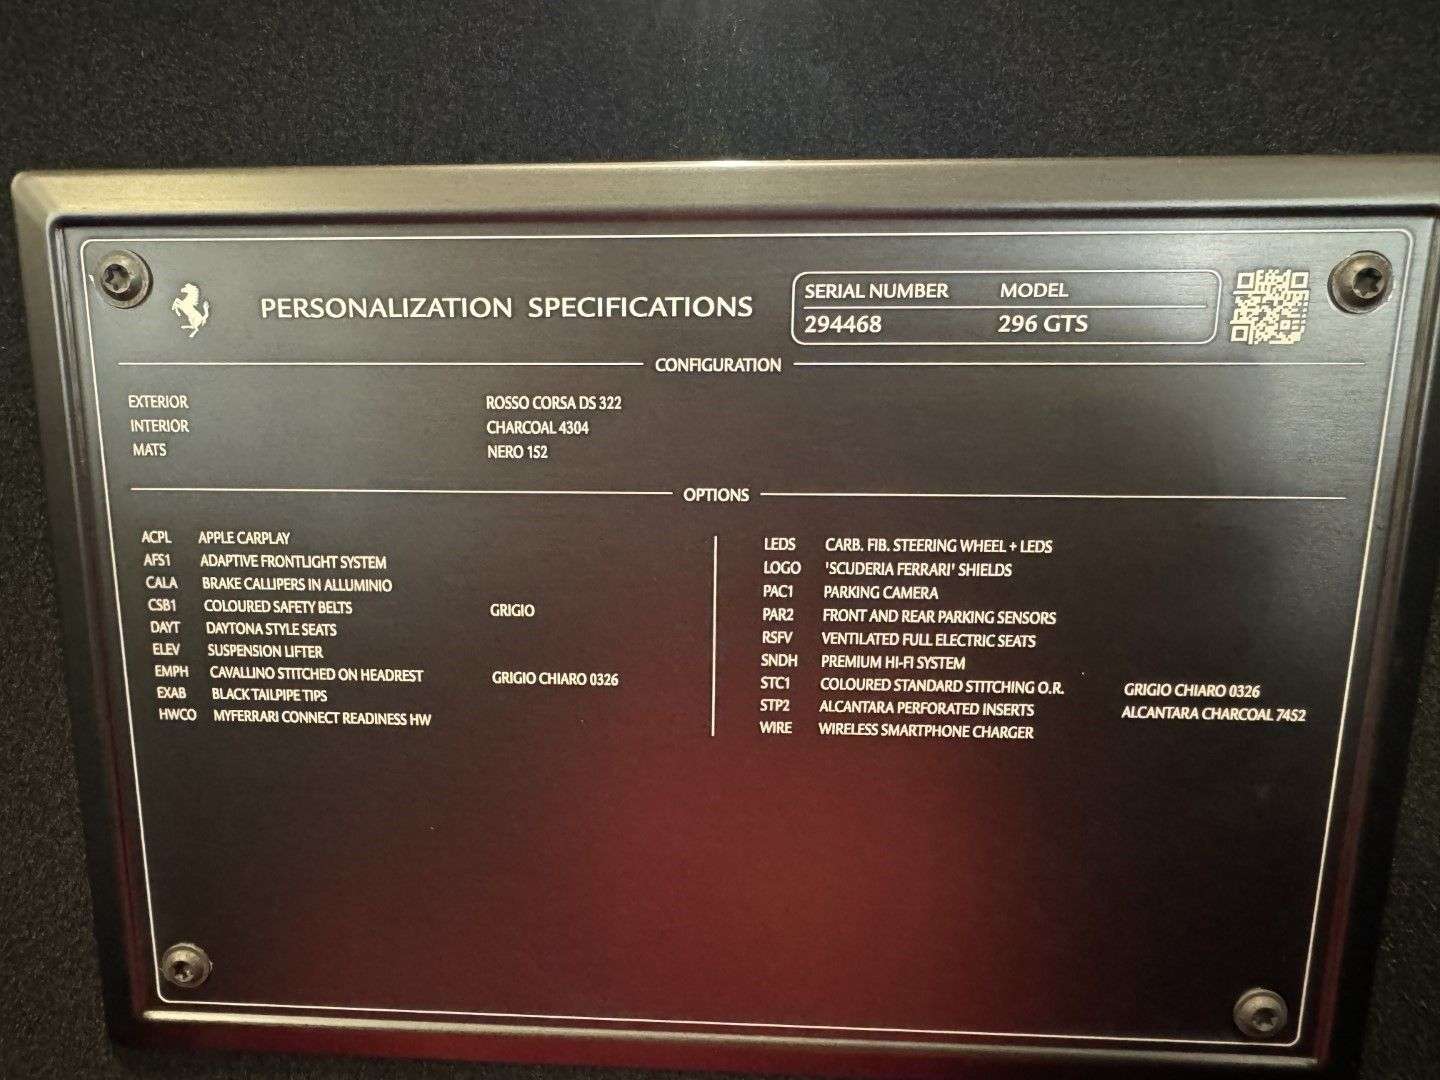 PERSONALIZATION SPECIFICATIONS
SERIAL NUMBER MODEL
294468 296 GTS
CONFIGURATION
EXTERIOR ROSSO CORSA DS 322
INTERIOR CHARCOAL 4304
MATS NERO 152
OPTIONS
ACPL APPLE CARPLAY
AFS1 ADAPTIVE FRONTLIGHT SYSTEM
CALA BRAKE CALLIPERS IN ALLUMINIO
CSB1 COLOURED SAFETY BELTS GRIGIO
DAYT DAYTONA STYLE SEATS
ELEV SUSPENSION LIFTER
EMPH CAVALLINO STITCHED ON HEADREST GRIGIO CHIARO 0326
EXAB BLACK TAILPIPE TIPS
HWCO MYFERRARI CONNECT READINESS HW
LEDS CARB. FIB. STEERING WHEEL + LEDS
LOGO 'SCUDERIA FERRARI' SHIELDS
PAC1 PARKING CAMERA
PAR2 FRONT AND REAR PARKING SENSORS
RSFV VENTILATED FULL ELECTRIC SEATS
SNDH PREMIUM HI-FI SYSTEM
STC1 COLOURED STANDARD STITCHING O.R. GRIGIO CHIARO 0326
STP2 ALCANTARA PERFORATED INSERTS ALCANTARA CHARCOAL 7452
WIRE WIRELESS SMARTPHONE CHARGER